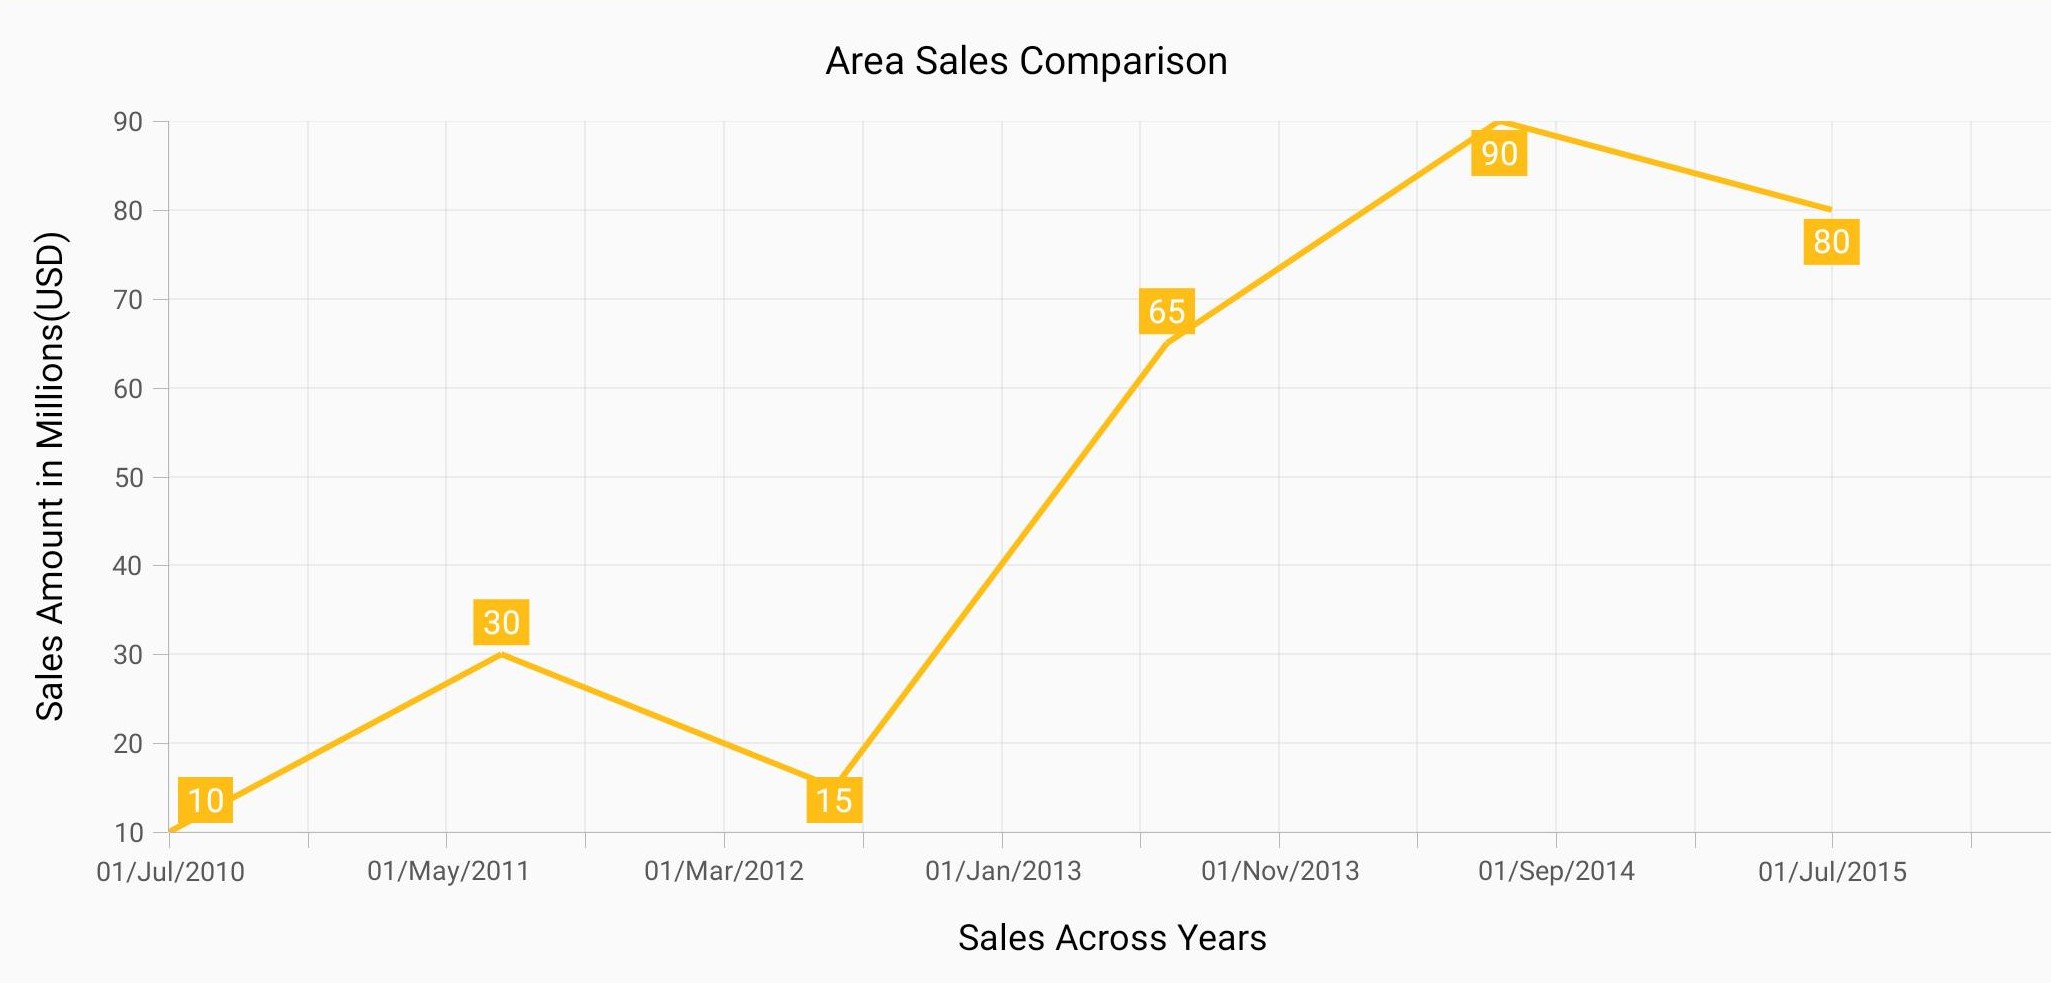 Area Sales Comparison
90
80
70
60
50
40
30
20
10
Sales Amount in Millions(USD)
10
30
15
65
90
80
01/Jul/2010
01/May/2011
01/Mar/2012
01/Jan/2013
01/Nov/2013
01/Sep/2014
01/Jul/2015
Sales Across Years